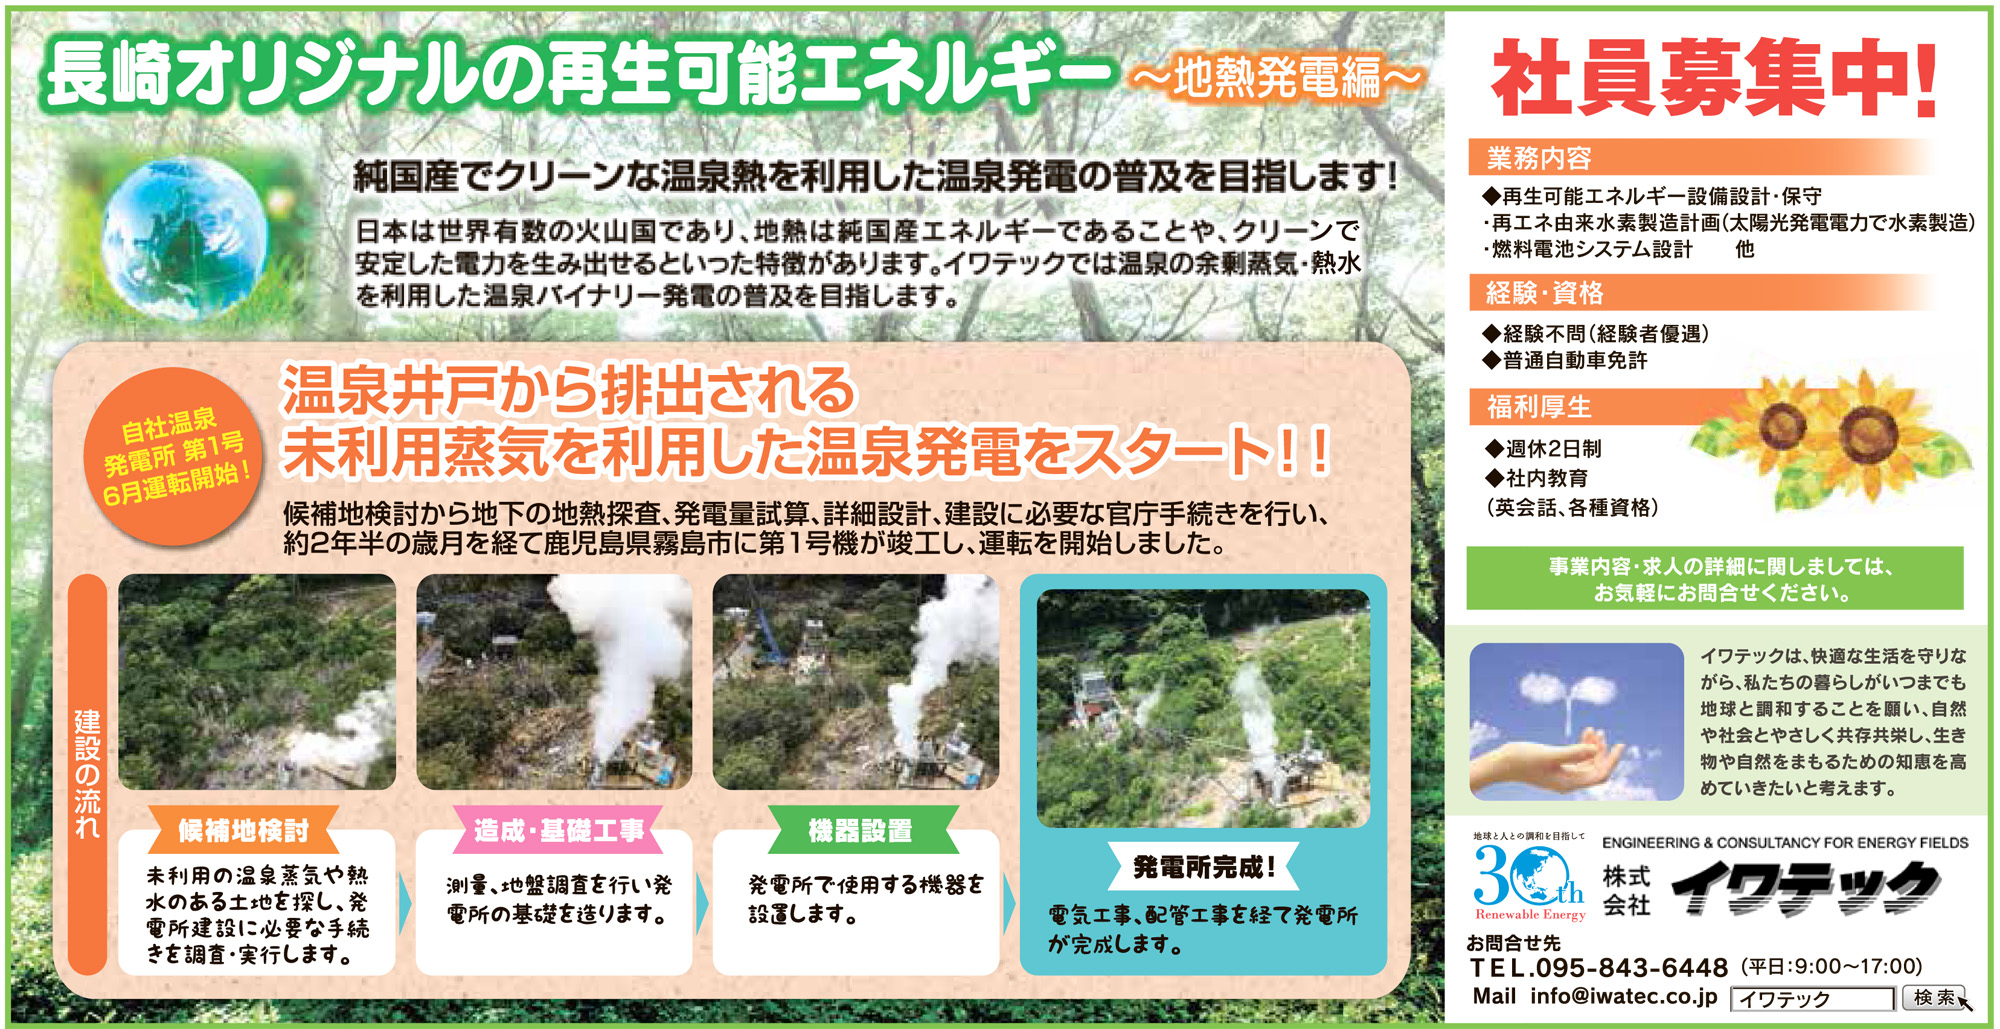 長崎オリジナルの再生可能エネルギー ～地熱発電編～
純国産でクリーンな温泉熱を利用した温泉発電の普及を目指します!
日本は世界有数の火山国であり、地熱は純国産エネルギーであることや、クリーンで
安定した電力を生み出せるといった特徴があります。イワテックでは温泉の余剰蒸気・熱水
を利用した温泉バイナリー発電の普及を目指します。
自社温泉
発電所 第1号
6月運転開始!
温泉井戸から排出される
未利用蒸気を利用した温泉発電をスタート!!
候補地検討から地下の地熱探査、発電量試算、詳細設計、建設に必要な官庁手続きを行い、
約2年半の歳月を経て鹿児島県霧島市に第1号機が竣工し、運転を開始しました。
建設の流れ
候補地検討
未利用の温泉蒸気や熱
水のある土地を探し、発
電所建設に必要な手続
きを調査・実行します。
造成・基礎工事
測量、地盤調査を行い発
電所の基礎を造ります。
機器設置
発電所で使用する機器を
設置します。
発電所完成!
電気工事、配管工事を経て発電所
が完成します。
社員募集中!
業務内容
◆再生可能エネルギー設備設計・保守
・再エネ由来水素製造計画(太陽光発電電力で水素製造)
・燃料電池システム設計 他
経験・資格
◆経験不問(経験者優遇)
◆普通自動車免許
福利厚生
◆週休2日制
◆社内教育
(英会話、各種資格)
事業内容・求人の詳細に関しましては、
お気軽にお問合せください。
イワテックは、快適な生活を守りな
がら、私たちの暮らしがいつまでも
地球と調和することを願い、自然
や社会とやさしく共存共栄し、生き
物や自然をまもるための知恵を高
めていきたいと考えます。
地球と人との調和を目指して
30th
Renewable Energy
ENGINEERING & CONSULTANCY FOR ENERGY FIELDS
株式
会社
イワテック
お問合せ先
TEL.095-843-6448 (平日:9:00～17:00)
Mail info@iwatec.co.jp イワテック 検索